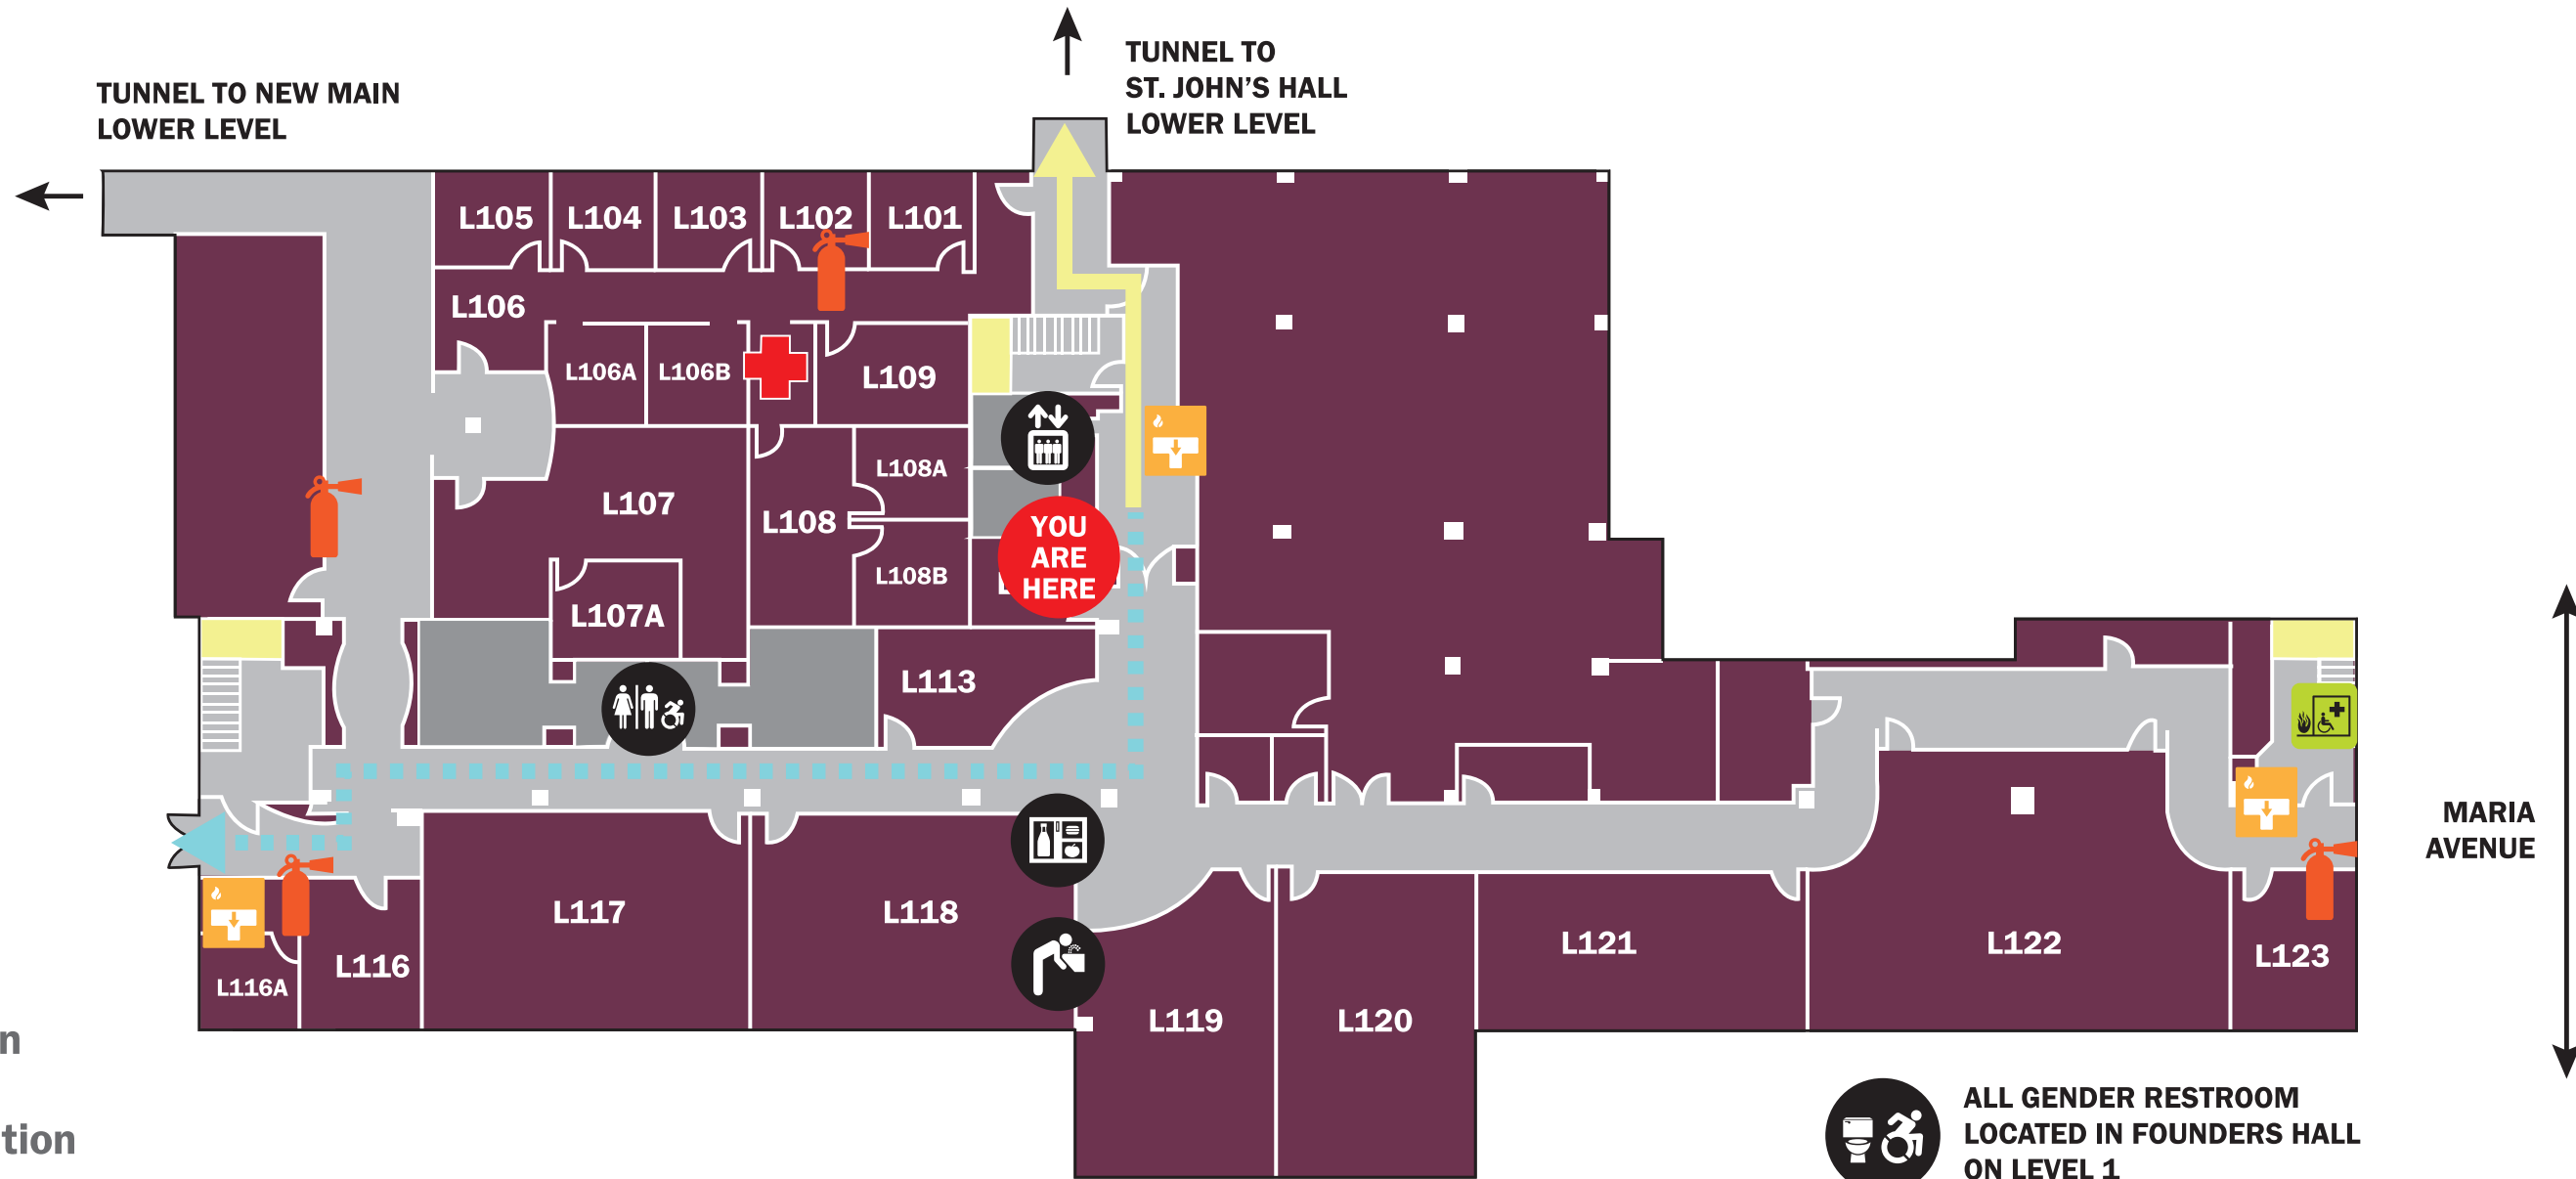 TUNNEL TO NEW MAIN
LOWER LEVEL
TUNNEL TO
ST. JOHN'S HALL
LOWER LEVEL
L105
L104
L103
L102
L101
L106
L106A
L106B
L109
L107
L108
L108A
L108B
L107A
YOU
ARE
HERE
L113
L117
L118
L116
L116A
L119
L120
L121
L122
L123
MARIA
AVENUE
n
tion
ALL GENDER RESTROOM
LOCATED IN FOUNDERS HALL
ON LEVEL 1